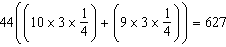 44((10 × 3 × 1/4) + (9 × 3 × 1/4)) = 627